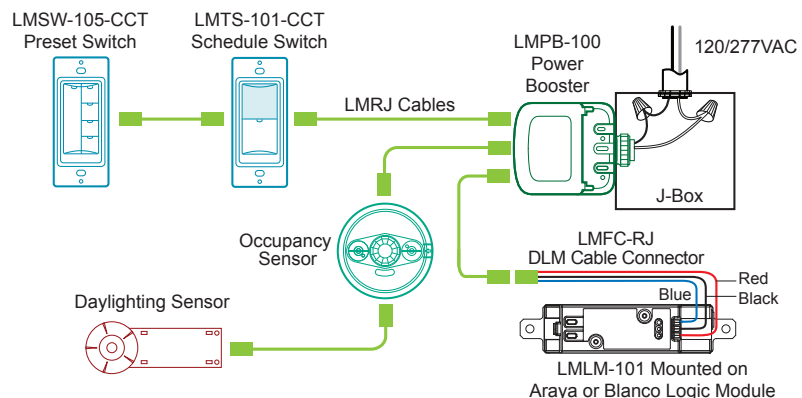 LMSW-105-CCT
Preset Switch
LMTS-101-CCT
Schedule Switch
LMPB-100
Power
Booster
120/277VAC
LMRJ Cables
J-Box
Occupancy
Sensor
LMFC-RJ
DLM Cable Connector
Red
Blue
Black
Daylighting Sensor
LMLM-101 Mounted on
Araya or Blanco Logic Module